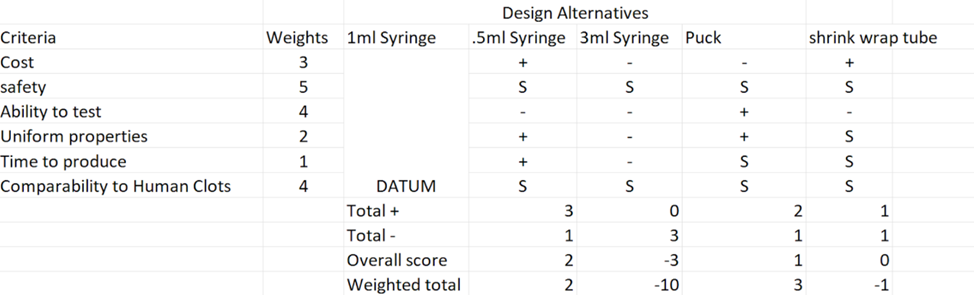 Design Alternatives
Criteria Weights 1ml Syringe .5ml Syringe 3ml Syringe Puck shrink wrap tube
Cost 3 + - - +
safety 5 S S S S
Ability to test 4 - - + -
Uniform properties 2 + - + S
Time to produce 1 + - S S
Comparability to Human Clots 4 DATUM S S S S
Total + 3 0 2 1
Total - 1 3 1 1
Overall score 2 -3 1 0
Weighted total 2 -10 3 -1